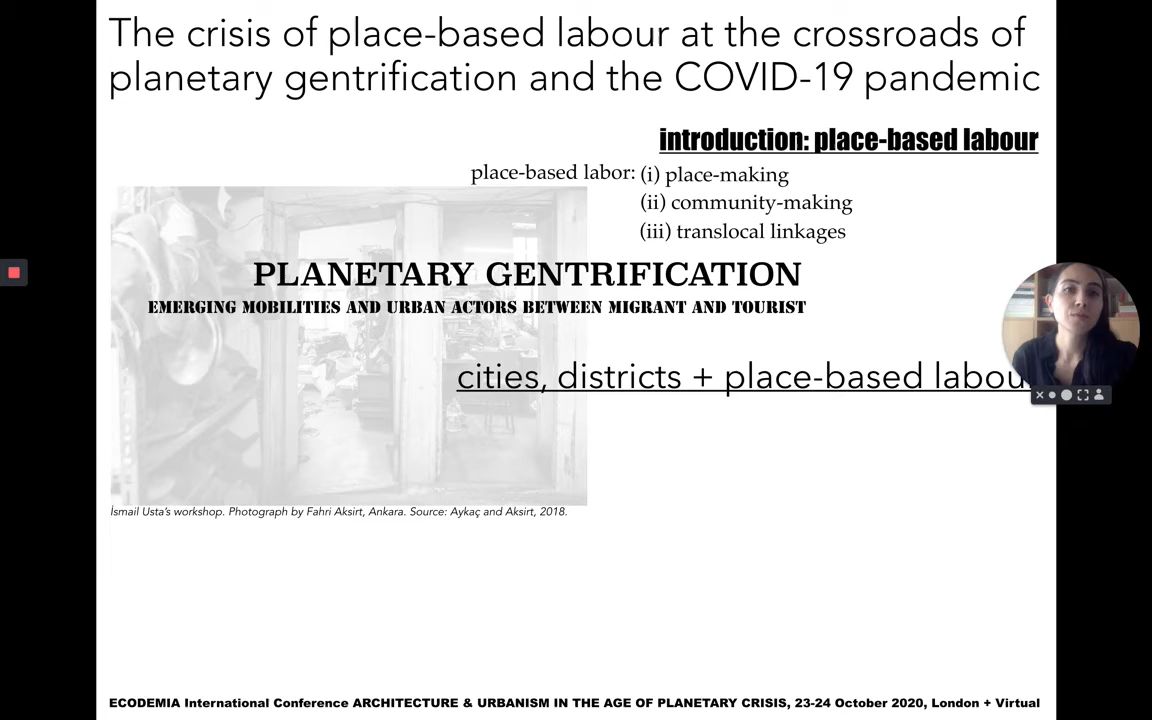 The crisis of place-based labour at the crossroads of
planetary gentrification and the COVID-19 pandemic
introduction: place-based labour
place-based labor: (i) place-making
(ii) community-making
(iii) translocal linkages
PLANETARY GENTRIFICATION
EMERGING MOBILITIES AND URBAN ACTORS BETWEEN MIGRANT AND TOURIST
cities, districts + place-based labour
İsmail Usta's workshop. Photograph by Fahri Aksirt, Ankara. Source: Aykaç and Aksirt, 2018.
ECODEMIA International Conference ARCHITECTURE & URBANISM IN THE AGE OF PLANETARY CRISIS, 23-24 October 2020, London + Virtual